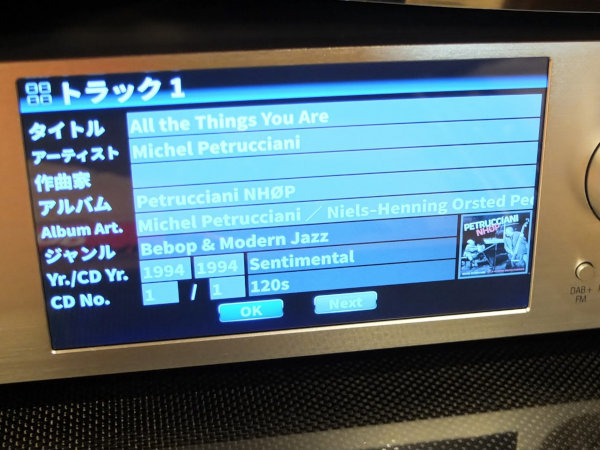 トラック 1
タイトル All the Things You Are
アーティスト Michel Petrucciani
作曲家
アルバム Petrucciani NHØP
Album Art. Michel Petrucciani ／ Niels-Henning Orsted Pe
ジャンル Bebop & Modern Jazz
Yr./CD Yr. 1994 1994 Sentimental
CD No. 1 / 1 120s
PETRUCCIANI
NHØP
OK Next
DAB+
FM